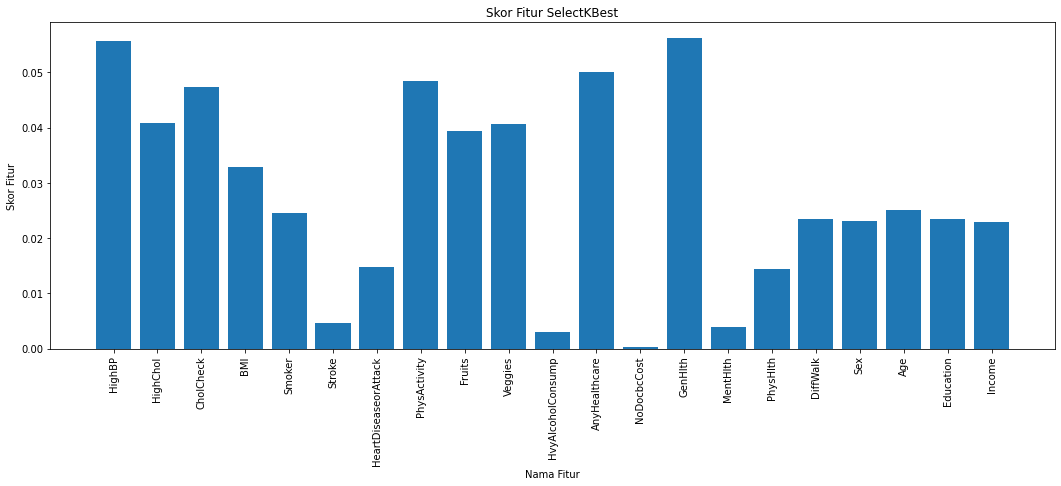 Skor Fitur SelectKBest
Skor Fitur
0.05
0.04
0.03
0.02
0.01
0.00
HighBP
HighChol
CholCheck
BMI
Smoker
Stroke
HeartDiseaseorAttack
PhysActivity
Fruits
Veggies
HvyAlcoholConsump
AnyHealthcare
NoDocbcCost
GenHlth
MentHlth
PhysHlth
DiffWalk
Sex
Age
Education
Income
Nama Fitur